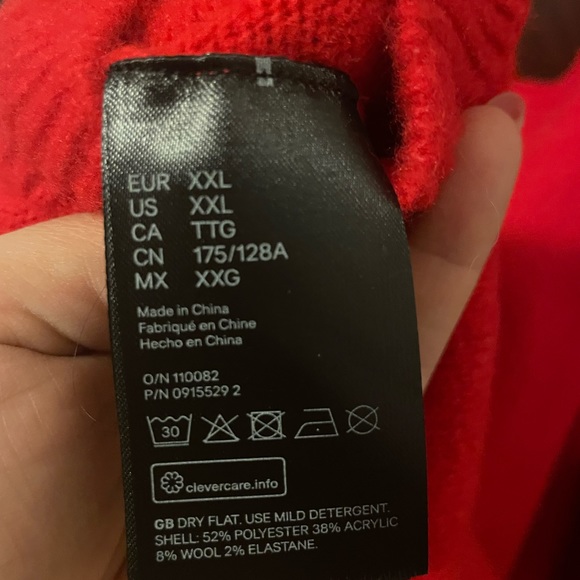 EUR XXL
US XXL
CA TTG
CN 175/128A
MX XXG
Made in China
Fabriqué en Chine
Hecho en China
O/N 110082
P/N 0915529 2
30
clevercare.info
GB DRY FLAT. USE MILD DETERGENT.
SHELL: 52% POLYESTER 38% ACRYLIC
8% WOOL 2% ELASTANE.